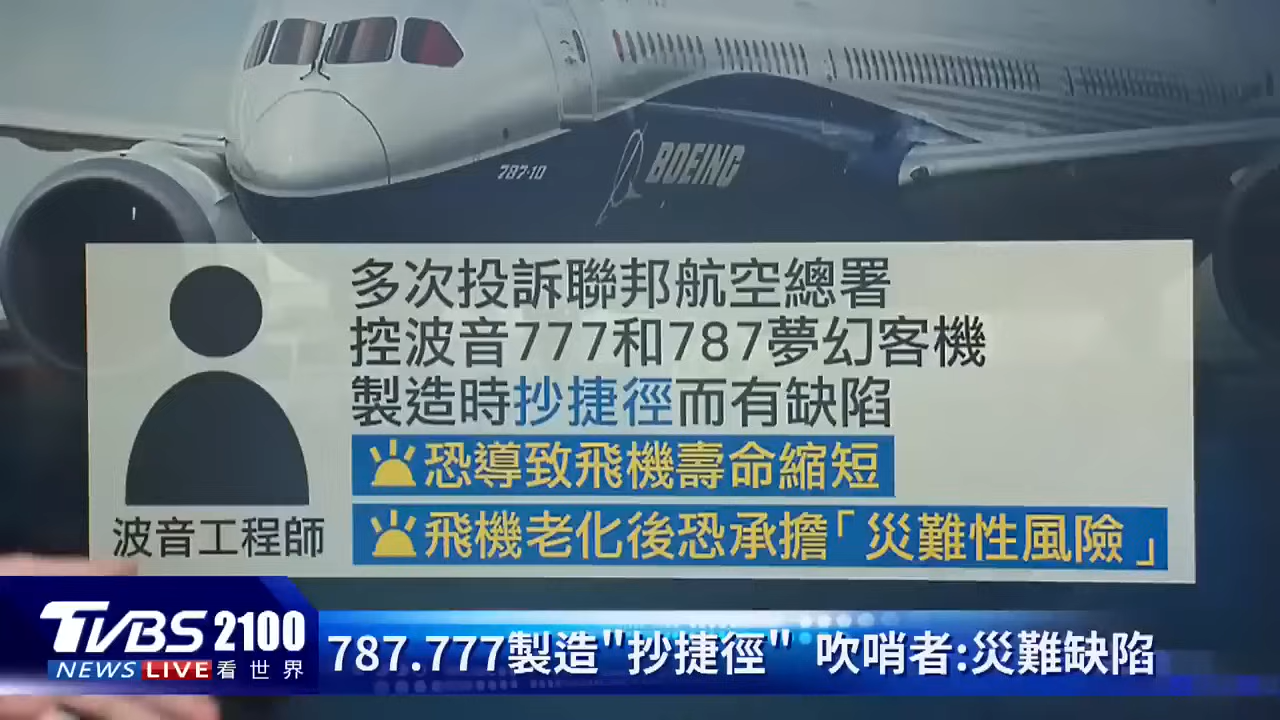 787-10
BOEING
多次投訴聯邦航空總署
控波音777和787夢幻客機
製造時抄捷徑而有缺陷
恐導致飛機壽命縮短
飛機老化後恐承擔「災難性風險」
波音工程師
TVBS 2100
NEWS LIVE 看世界
787.777製造"抄捷徑" 吹哨者:災難缺陷